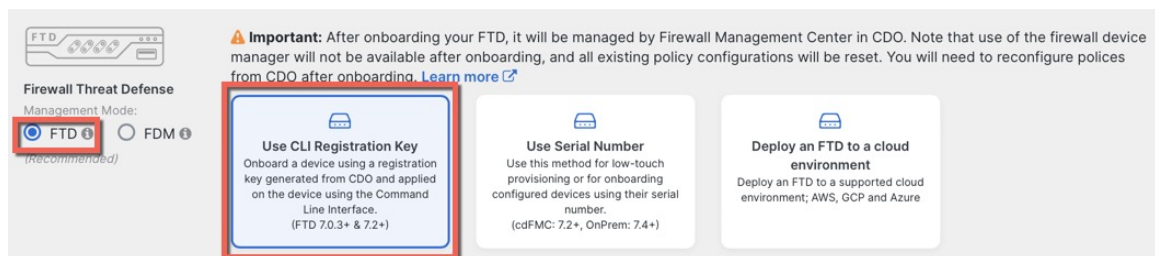 FTD
Firewall Threat Defense
Management Mode:
FTD
FDM
(Recommended)
Important: After onboarding your FTD, it will be managed by Firewall Management Center in CDO. Note that use of the firewall device
manager will not be available after onboarding, and all existing policy configurations will be reset. You will need to reconfigure polices
from CDO after onboarding. Learn more
Use CLI Registration Key
Onboard a device using a registration
key generated from CDO and applied
on the device using the Command
Line Interface.
(FTD 7.0.3+ & 7.2+)
Use Serial Number
Use this method for low-touch
provisioning or for onboarding
configured devices using their serial
number.
(cdFMC: 7.2+, OnPrem: 7.4+)
Deploy an FTD to a cloud
environment
Deploy an FTD to a supported cloud
environment; AWS, GCP and Azure